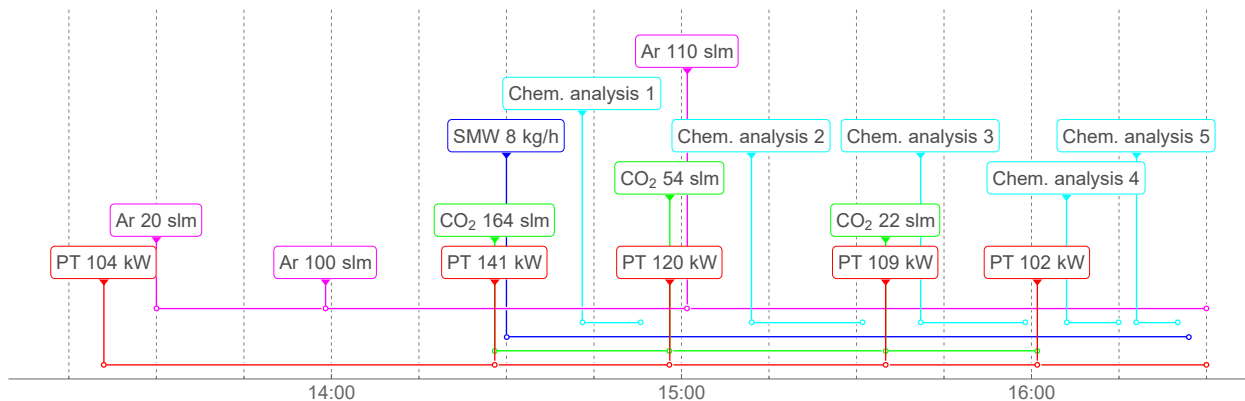 Ar 110 slm
Chem. analysis 1
SMW 8 kg/h
Chem. analysis 2
Chem. analysis 3
Chem. analysis 5
CO₂ 54 slm
Chem. analysis 4
Ar 20 slm
CO₂ 164 slm
CO₂ 22 slm
PT 104 kW
Ar 100 slm
PT 141 kW
PT 120 kW
PT 109 kW
PT 102 kW
14:00
15:00
16:00